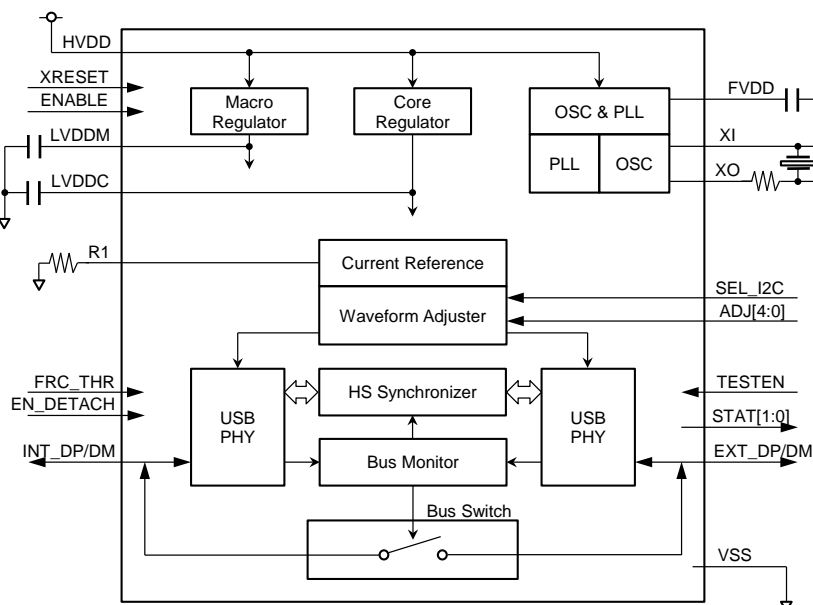 HVDD
XRESET
ENABLE
LVDDM
LVDDC
Macro
Regulator
Core
Regulator
OSC & PLL
PLL
OSC
FVDD
XI
XO
R1
Current Reference
Waveform Adjuster
SEL_I2C
ADJ[4:0]
FRC_THR
EN_DETACH
INT_DP/DM
USB
PHY
HS Synchronizer
Bus Monitor
USB
PHY
TESTEN
STAT[1:0]
EXT_DP/DM
Bus Switch
VSS